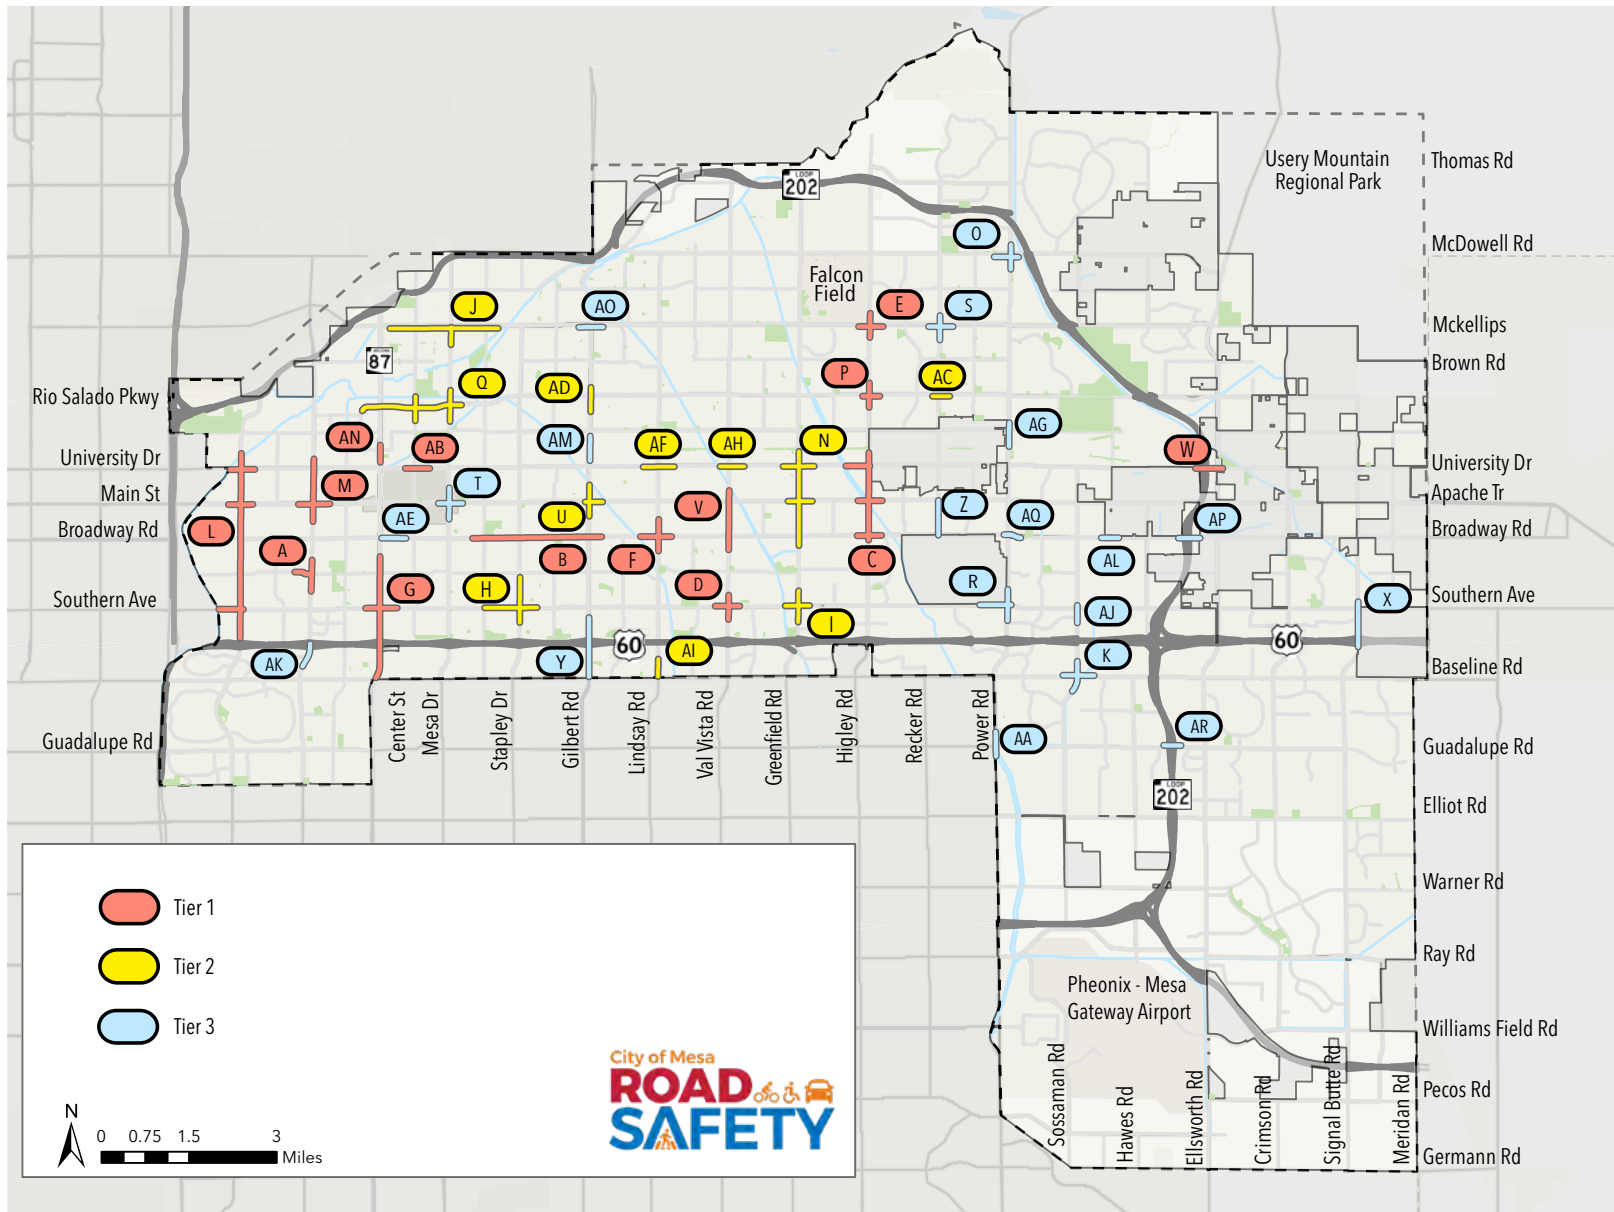 Usery Mountain
Regional Park
Thomas Rd
LOOP
202
McDowell Rd
O
Falcon
Field
J
AO
E
S
Mckellips
87
Brown Rd
P
AC
Q
AD
Rio Salado Pkwy
AN
AB
AM
AF
AH
N
AG
W
University Dr
University Dr
M
T
Main St
Apache Tr
V
Z
AQ
AP
L
AE
U
Broadway Rd
Broadway Rd
A
B
F
C
AL
G
H
D
R
X
Southern Ave
Southern Ave
AJ
I
60
60
AK
Y
AI
K
Baseline Rd
Center St
Mesa Dr
Stapley Dr
Gilbert Rd
Lindsay Rd
Val Vista Rd
Greenfield Rd
Higley Rd
Recker Rd
Power Rd
AA
AR
Guadalupe Rd
Guadalupe Rd
LOOP
202
Elliot Rd
Warner Rd
Ray Rd
Pheonix - Mesa
Gateway Airport
Williams Field Rd
Pecos Rd
Germann Rd
Sossaman Rd
Hawes Rd
Ellsworth Rd
Crimson Rd
Signal Butte Rd
Meridan Rd
Tier 1
Tier 2
Tier 3
N
0 0.75 1.5 3
Miles
City of Mesa
ROAD
SAFETY